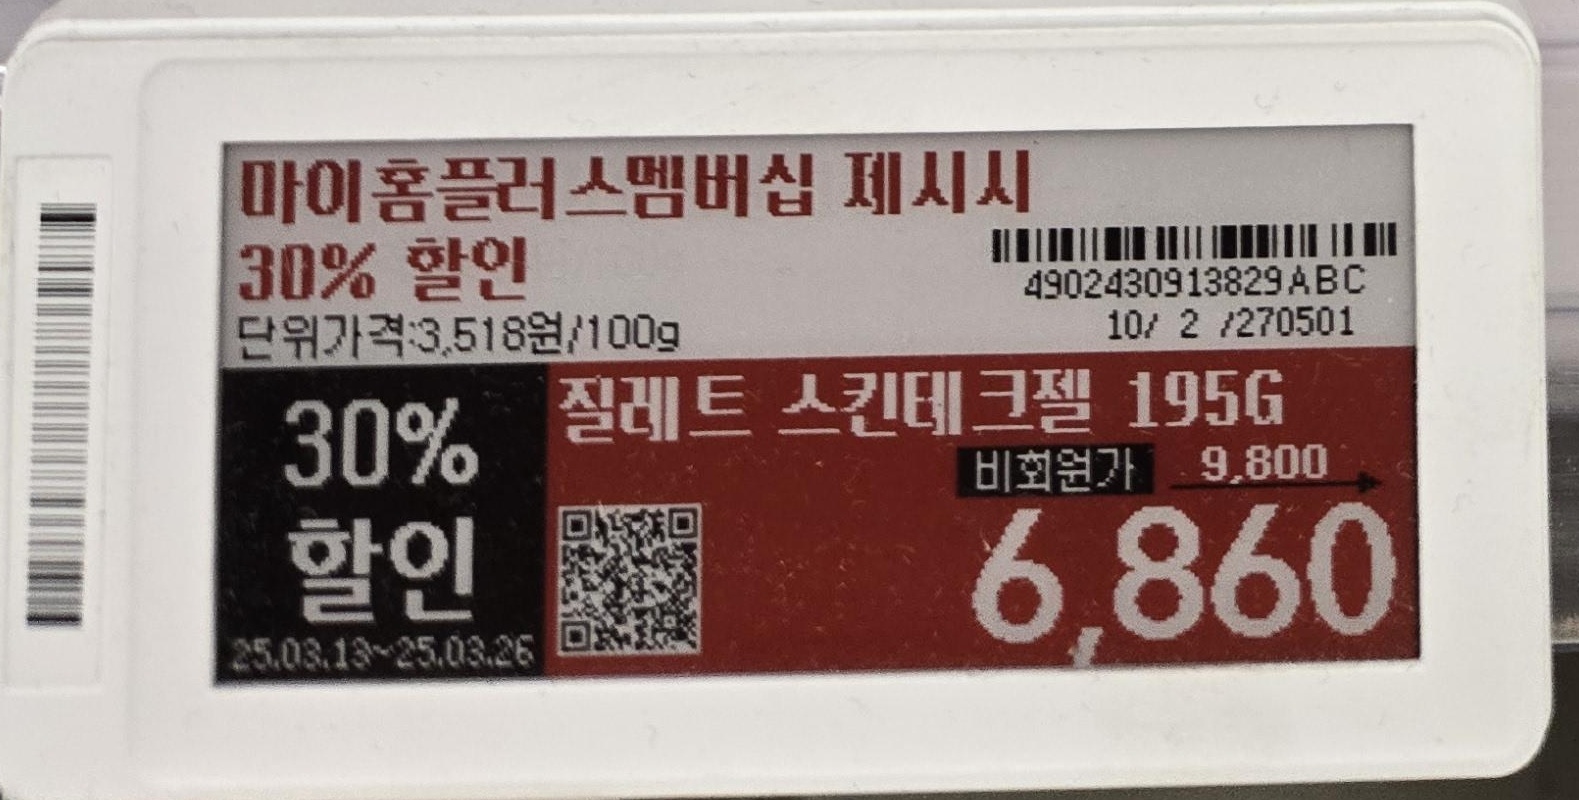 마이홈플러스멤버십 제시시
30% 할인
4902430913829ABC
단위가격:3,518원/100g
10/ 2 /270501
30%
할인
25.03.13~25.03.26
질레트 스킨테크젤 195G
비회원가 9,800
6,860